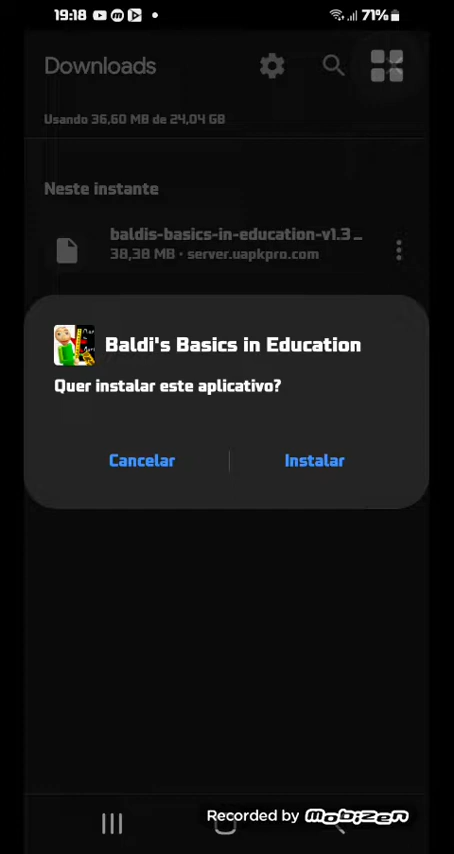 19:18
71%
Downloads
Usando 36,60 MB de 24,04 GB
Neste instante
baldis-basics-in-education-v1.3_
38,38 MB • server.uapkpro.com
Baldi's Basics in Education
Quer instalar este aplicativo?
Cancelar
Instalar
Recorded by Mobizen